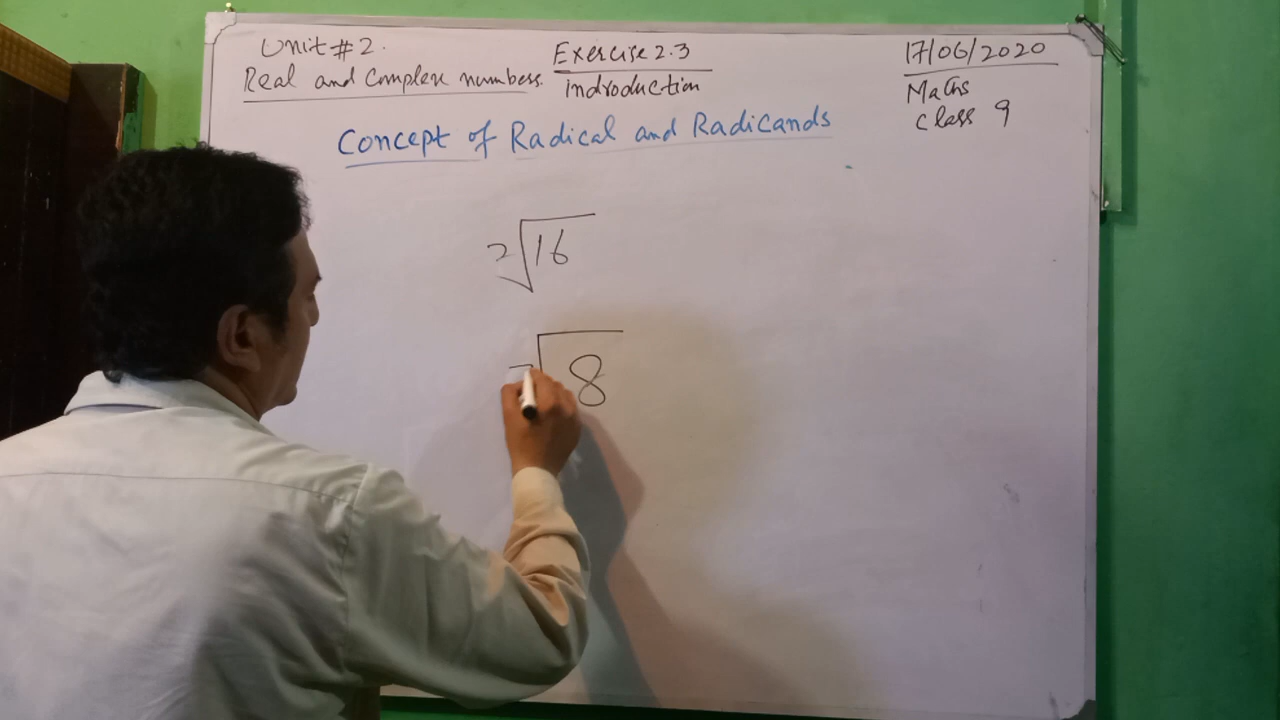 Unit # 2.
Real and Complex numbers.
Exercise 2.3
indroduction
17/06/2020
Maths
class 9
Concept of Radical and Radicands
2√16
√8